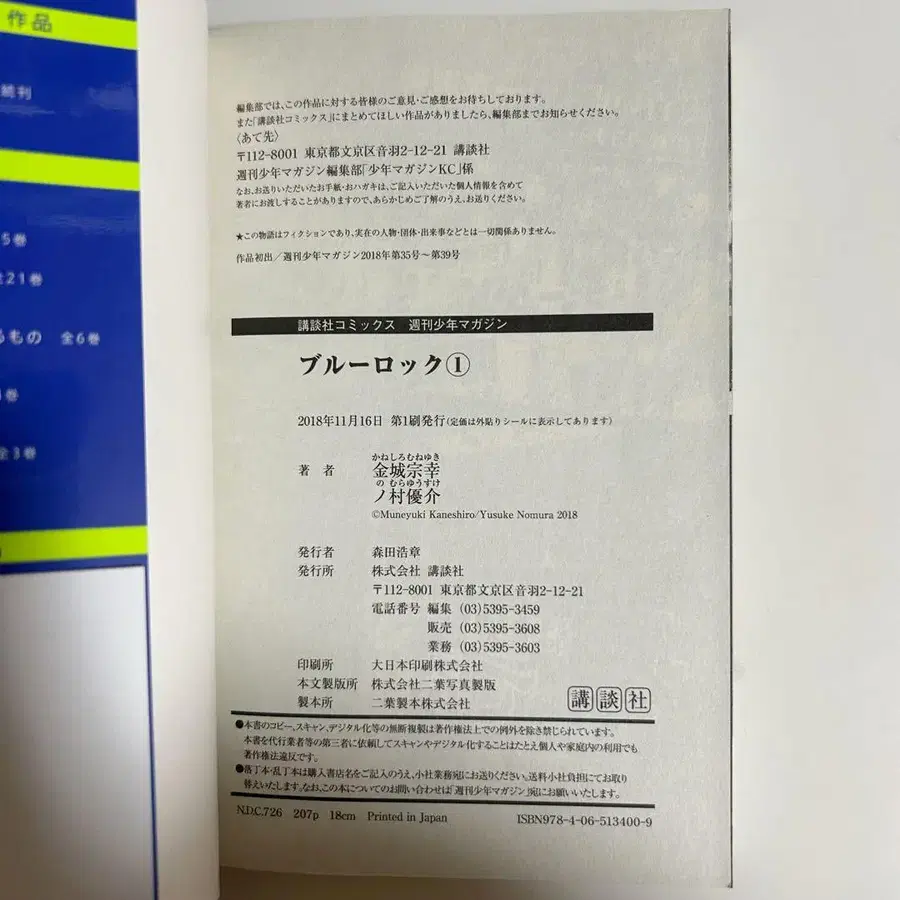 作品
続刊
5巻
全21巻
るもの 全6巻
巻
全3巻
編集部では、この作品に対する皆様のご意見・ご感想をお待ちしております。
また「講談社コミックス」にまとめてほしい作品がありましたら、編集部までお知らせください。
〈あて先〉
〒112-8001 東京都文京区音羽2-12-21 講談社
週刊少年マガジン編集部「少年マガジンKC」係
なお、お送りいただいたお手紙・おハガキは、ご記入いただいた個人情報を含めて
著者にお渡しすることがありますので、あらかじめご了解のうえ、お送りください。
★この物語はフィクションであり、実在の人物・団体・出来事などとは一切関係ありません。
作品初出/週刊少年マガジン2018年第35号～第39号
講談社コミックス 週刊少年マガジン
ブルーロック①
2018年11月16日 第1刷発行(定価は外貼りシールに表示してあります)
かねしろむねゆき
著者 金城宗幸
のむらゆうすけ
ノ村優介
©Muneyuki Kaneshiro/Yusuke Nomura 2018
発行者 森田浩章
発行所 株式会社 講談社
〒112-8001 東京都文京区音羽2-12-21
電話番号 編集 (03)5395-3459
販売 (03)5395-3608
業務 (03)5395-3603
印刷所 大日本印刷株式会社
本文製版所 株式会社二葉写真製版
製本所 二葉製本株式会社
講談社
●本書のコピー、スキャン、デジタル化等の無断複製は著作権法上での例外を除き禁じられています。
本書を代行業者等の第三者に依頼してスキャンやデジタル化することはたとえ個人や家庭内の利用でも
著作権法違反です。
●落丁本・乱丁本は購入書店名をご記入のうえ、小社業務宛にお送りください。送料小社負担にてお取り
替えいたします。なお、この本についてのお問い合わせは「週刊少年マガジン」宛にお願いいたします。
N.D.C.726 207p 18cm Printed in Japan ISBN978-4-06-513400-9